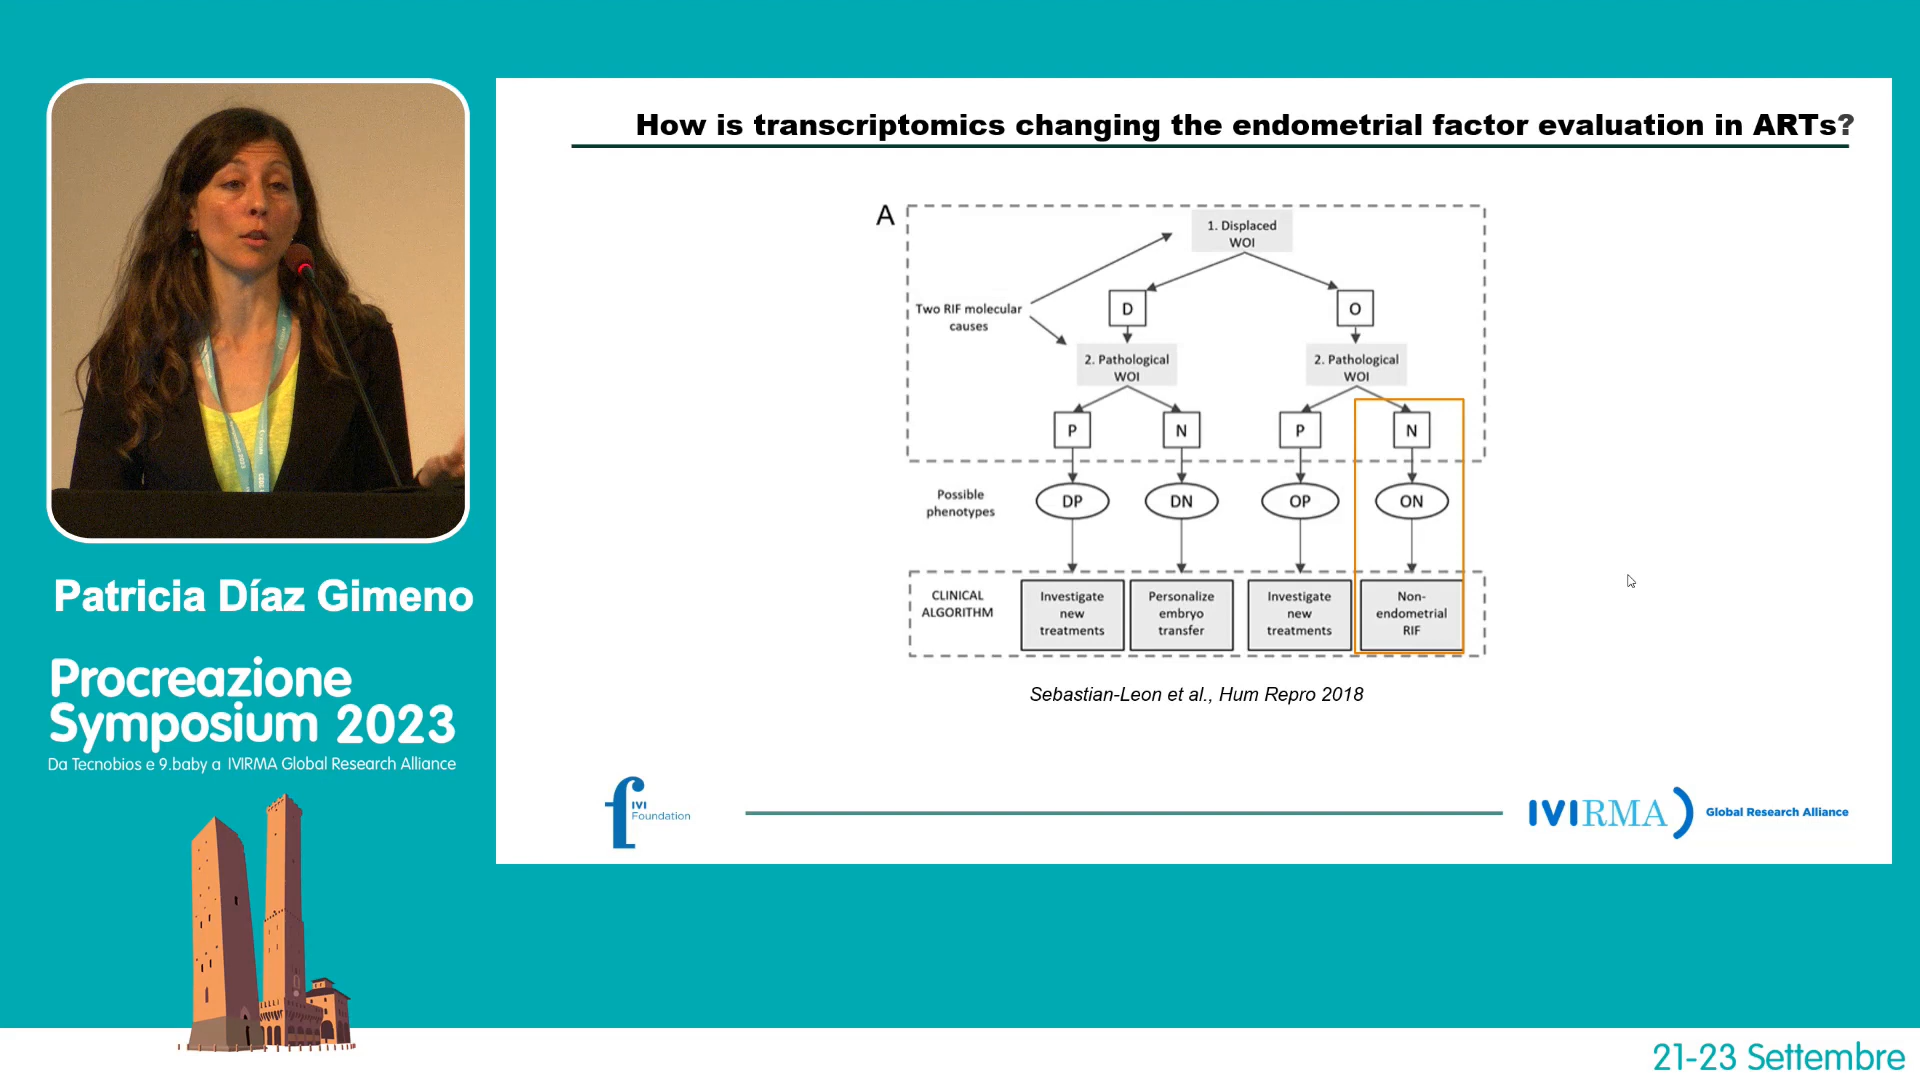 How is transcriptomics changing the endometrial factor evaluation in ARTs?
A
1. Displaced
WOI
Two RIF molecular
causes
D
O
2. Pathological
WOI
2. Pathological
WOI
P
N
P
N
Possible
phenotypes
DP
DN
OP
ON
CLINICAL
ALGORITHM
Investigate
new
treatments
Personalize
embryo
transfer
Investigate
new
treatments
Non-
endometrial
RIF
Sebastian-Leon et al., Hum Repro 2018
IVI
Foundation
IVIRMA
Global Research Alliance
Patricia Díaz Gimeno
Procreazione
Symposium 2023
Da Tecnobios e 9.baby a IVIRMA Global Research Alliance
21-23 Settembre